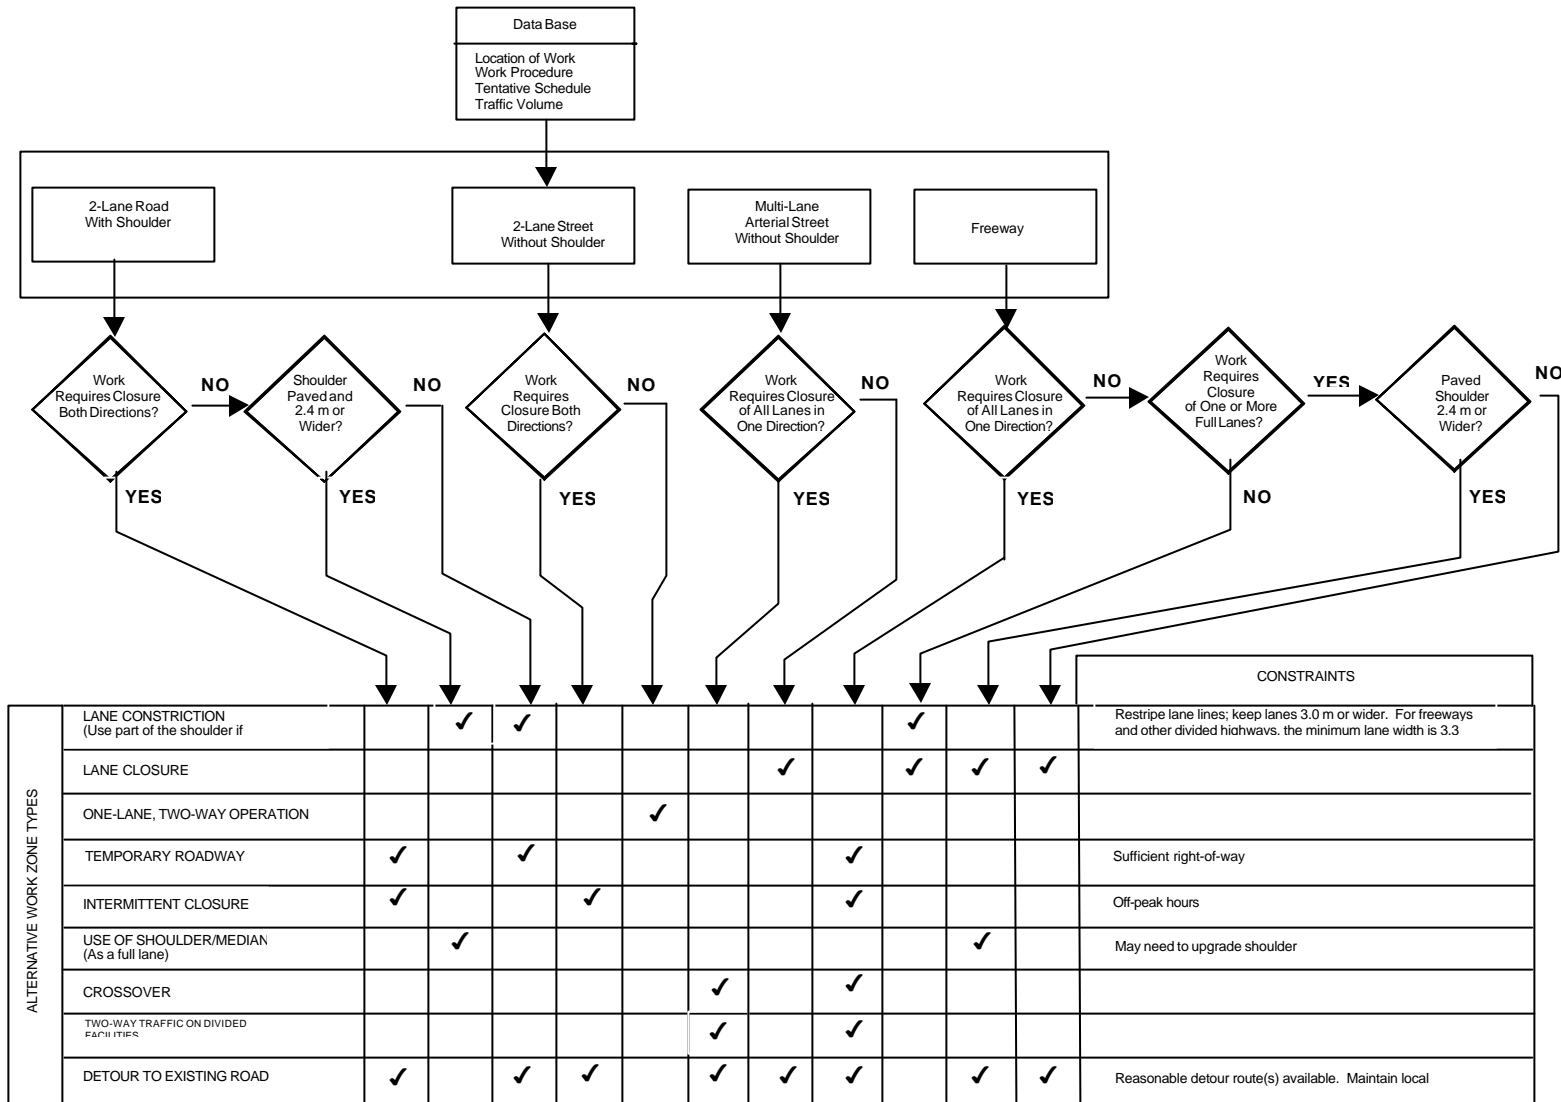 Data Base
Location of Work
Work Procedure
Tentative Schedule
Traffic Volume
2-Lane Road
With Shoulder
2-Lane Street
Without Shoulder
Multi-Lane
Arterial Street
Without Shoulder
Freeway
Work
Requires Closure
Both Directions?
NO
YES
Shoulder
Paved and
2.4 m or
Wider?
NO
YES
Work
Requires
Closure Both
Directions?
NO
YES
Work
Requires Closure
of All Lanes in
One Direction?
NO
YES
Work
Requires Closure
of All Lanes in
One Direction?
NO
YES
Work
Requires
Closure
of One or More
Full Lanes?
YES
NO
Paved
Shoulder
2.4 m or
Wider?
NO
YES
CONSTRAINTS
ALTERNATIVE WORK ZONE TYPES
LANE CONSTRICTION
(Use part of the shoulder if
Restripe lane lines; keep lanes 3.0 m or wider. For freeways
and other divided highways, the minimum lane width is 3.3
LANE CLOSURE
ONE-LANE, TWO-WAY OPERATION
TEMPORARY ROADWAY
Sufficient right-of-way
INTERMITTENT CLOSURE
Off-peak hours
USE OF SHOULDER/MEDIAN
(As a full lane)
May need to upgrade shoulder
CROSSOVER
TWO-WAY TRAFFIC ON DIVIDED
FACILITIES
DETOUR TO EXISTING ROAD
Reasonable detour route(s) available. Maintain local